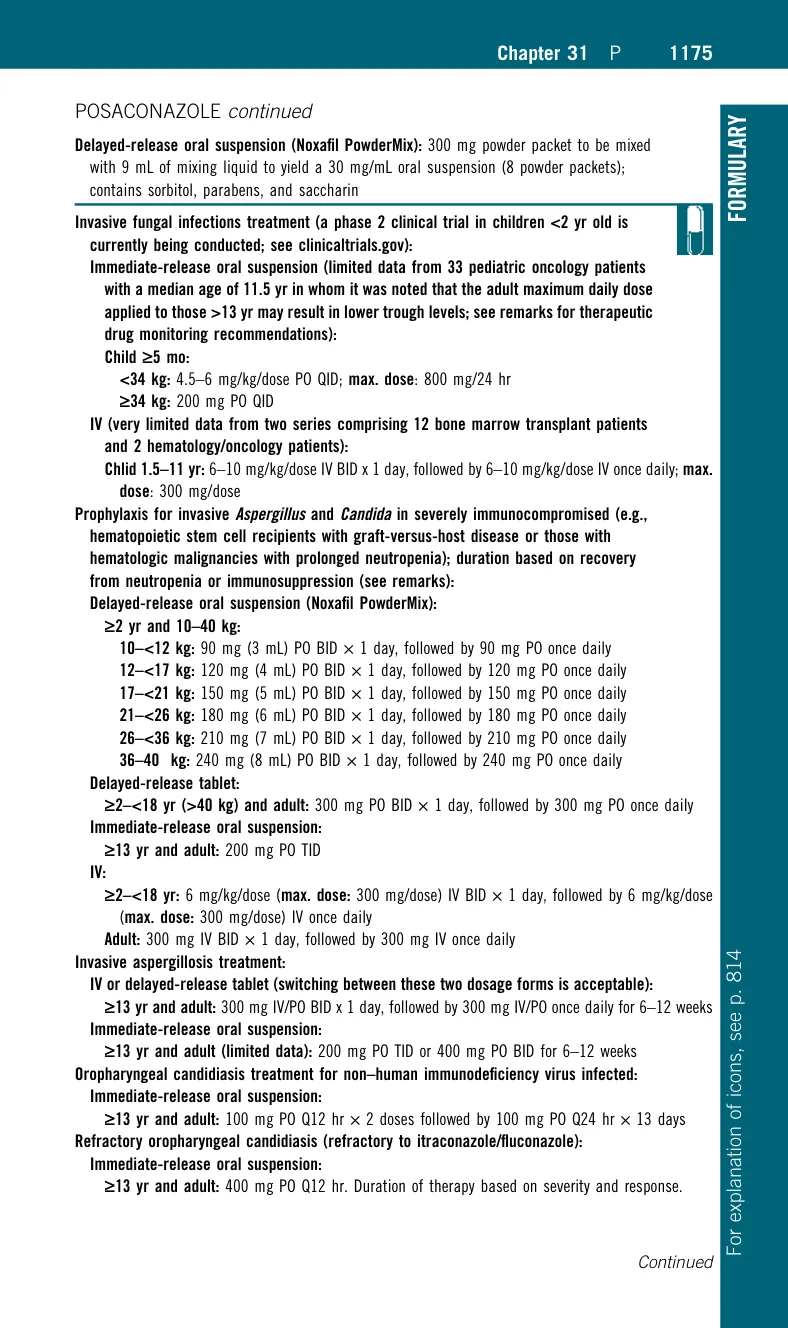 Chapter 31 P 1175
POSACONAZOLE continued
Delayed-release oral suspension (Noxafil PowderMix): 300 mg powder packet to be mixed
with 9 mL of mixing liquid to yield a 30 mg/mL oral suspension (8 powder packets);
contains sorbitol, parabens, and saccharin
Invasive fungal infections treatment (a phase 2 clinical trial in children <2 yr old is
currently being conducted; see clinicaltrials.gov):
Immediate-release oral suspension (limited data from 33 pediatric oncology patients
with a median age of 11.5 yr in whom it was noted that the adult maximum daily dose
applied to those >13 yr may result in lower trough levels; see remarks for therapeutic
drug monitoring recommendations):
Child ≥5 mo:
<34 kg: 4.5–6 mg/kg/dose PO QID; max. dose: 800 mg/24 hr
≥34 kg: 200 mg PO QID
IV (very limited data from two series comprising 12 bone marrow transplant patients
and 2 hematology/oncology patients):
Chlid 1.5–11 yr: 6–10 mg/kg/dose IV BID x 1 day, followed by 6–10 mg/kg/dose IV once daily; max.
dose: 300 mg/dose
Prophylaxis for invasive Aspergillus and Candida in severely immunocompromised (e.g.,
hematopoietic stem cell recipients with graft-versus-host disease or those with
hematologic malignancies with prolonged neutropenia); duration based on recovery
from neutropenia or immunosuppression (see remarks):
Delayed-release oral suspension (Noxafil PowderMix):
≥2 yr and 10–40 kg:
10–<12 kg: 90 mg (3 mL) PO BID × 1 day, followed by 90 mg PO once daily
12–<17 kg: 120 mg (4 mL) PO BID × 1 day, followed by 120 mg PO once daily
17–<21 kg: 150 mg (5 mL) PO BID × 1 day, followed by 150 mg PO once daily
21–<26 kg: 180 mg (6 mL) PO BID × 1 day, followed by 180 mg PO once daily
26–<36 kg: 210 mg (7 mL) PO BID × 1 day, followed by 210 mg PO once daily
36–40 kg: 240 mg (8 mL) PO BID × 1 day, followed by 240 mg PO once daily
Delayed-release tablet:
≥2–<18 yr (>40 kg) and adult: 300 mg PO BID × 1 day, followed by 300 mg PO once daily
Immediate-release oral suspension:
≥13 yr and adult: 200 mg PO TID
IV:
≥2–<18 yr: 6 mg/kg/dose (max. dose: 300 mg/dose) IV BID × 1 day, followed by 6 mg/kg/dose
(max. dose: 300 mg/dose) IV once daily
Adult: 300 mg IV BID × 1 day, followed by 300 mg IV once daily
Invasive aspergillosis treatment:
IV or delayed-release tablet (switching between these two dosage forms is acceptable):
≥13 yr and adult: 300 mg IV/PO BID x 1 day, followed by 300 mg IV/PO once daily for 6–12 weeks
Immediate-release oral suspension:
≥13 yr and adult (limited data): 200 mg PO TID or 400 mg PO BID for 6–12 weeks
Oropharyngeal candidiasis treatment for non–human immunodeficiency virus infected:
Immediate-release oral suspension:
≥13 yr and adult: 100 mg PO Q12 hr × 2 doses followed by 100 mg PO Q24 hr × 13 days
Refractory oropharyngeal candidiasis (refractory to itraconazole/fluconazole):
Immediate-release oral suspension:
≥13 yr and adult: 400 mg PO Q12 hr. Duration of therapy based on severity and response.
Continued
FORMULARY
For explanation of icons, see p. 814